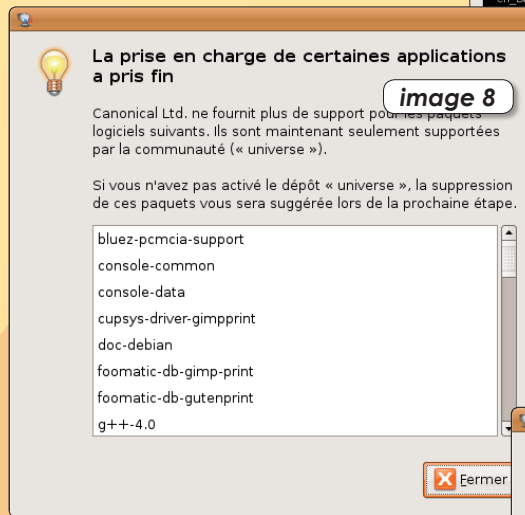 La prise en charge de certaines applications
a pris fin
image 8
Canonical Ltd. ne fournit plus de support pour les paquets
logiciels suivants. Ils sont maintenant seulement supportées
par la communauté (« universe »).
Si vous n'avez pas activé le dépôt « universe », la suppression
de ces paquets vous sera suggérée lors de la prochaine étape.
bluez-pcmcia-support
console-common
console-data
cupsys-driver-gimpprint
doc-debian
foomatic-db-gimp-print
foomatic-db-gutenprint
g++-4.0
Fermer